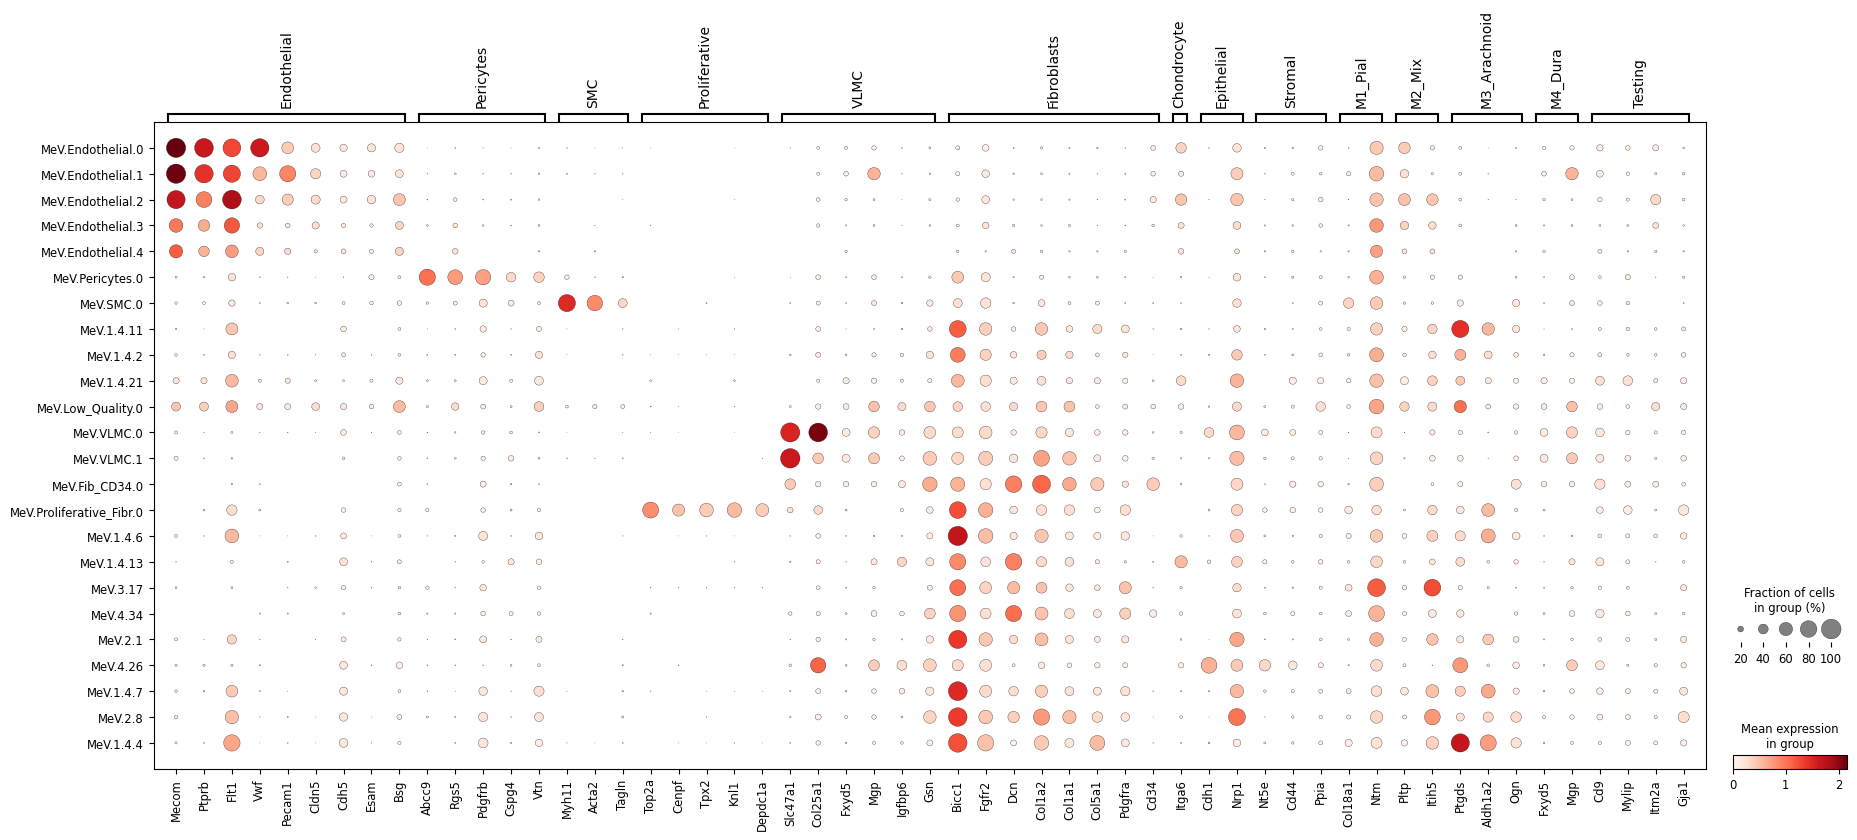 Endothelial
Pericytes
SMC
Proliferative
VLMC
Fibroblasts
Chondrocyte
Epithelial
Stromal
M1_Pial
M2_Mix
M3_Arachnoid
M4_Dura
Testing
MeV.Endothelial.0
MeV.Endothelial.1
MeV.Endothelial.2
MeV.Endothelial.3
MeV.Endothelial.4
MeV.Pericytes.0
MeV.SMC.0
MeV.1.4.11
MeV.1.4.2
MeV.1.4.21
MeV.Low_Quality.0
MeV.VLMC.0
MeV.VLMC.1
MeV.Fib_CD34.0
MeV.Proliferative_Fibr.0
MeV.1.4.6
MeV.1.4.13
MeV.3.17
MeV.4.34
MeV.2.1
MeV.4.26
MeV.1.4.7
MeV.2.8
MeV.1.4.4
Mecom
Ptprb
Flt1
Vwf
Pecam1
Cldn5
Cdh5
Esam
Bsg
Abcc9
Rgs5
Pdgfrb
Cspg4
Vtn
Myh11
Acta2
Tagln
Top2a
Cenpf
Tpx2
Knl1
Depdc1a
Slc47a1
Col25a1
Fxyd5
Mgp
Igfbp6
Gsn
Bicc1
Fgfr2
Dcn
Col1a2
Col1a1
Col5a1
Pdgfra
Cd34
Itga6
Cdh1
Nrp1
Nt5e
Cd44
Ppia
Col18a1
Ntm
Pltp
Itih5
Ptgds
Aldh1a2
Ogn
Fxyd5
Mgp
Cd9
Mylip
Itm2a
Gja1
Fraction of cells
in group (%)
20 40 60 80 100
Mean expression
in group
0 1 2